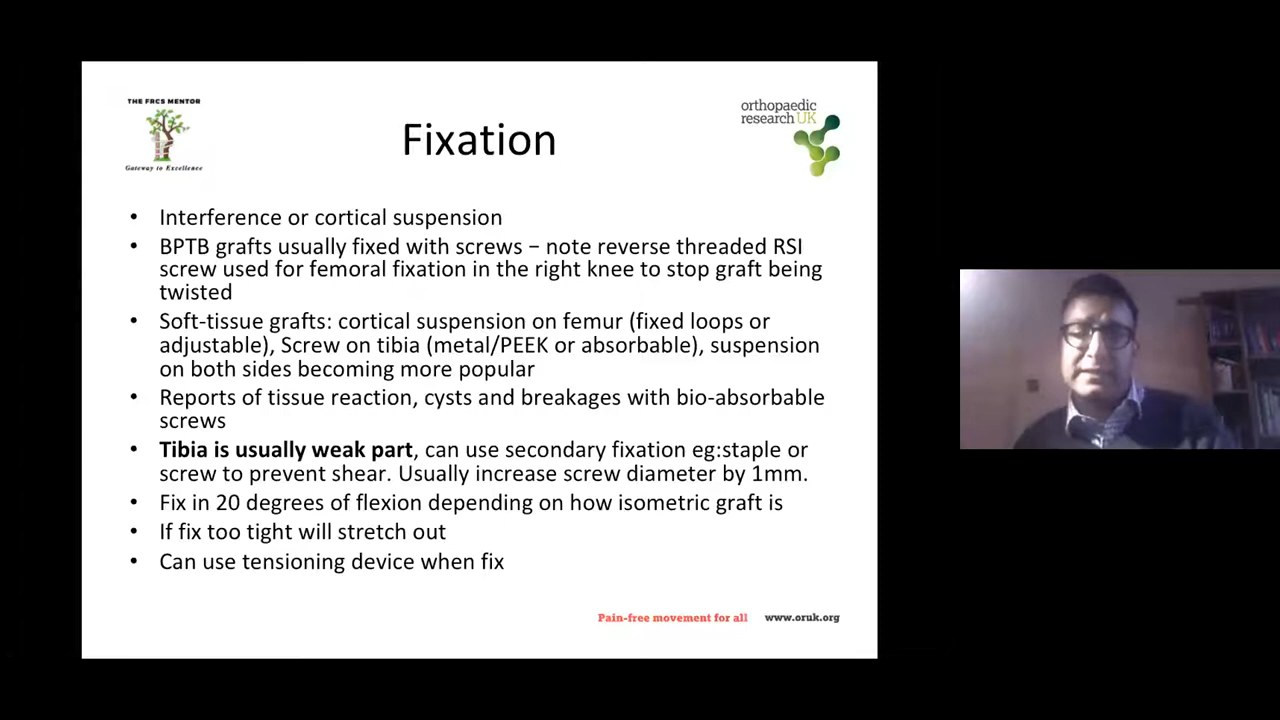 THE FRCS MENTOR
Gateway to Excellence
orthopaedic
research UK
Fixation
• Interference or cortical suspension
• BPTB grafts usually fixed with screws – note reverse threaded RSI
screw used for femoral fixation in the right knee to stop graft being
twisted
• Soft-tissue grafts: cortical suspension on femur (fixed loops or
adjustable), Screw on tibia (metal/PEEK or absorbable), suspension
on both sides becoming more popular
• Reports of tissue reaction, cysts and breakages with bio-absorbable
screws
• Tibia is usually weak part, can use secondary fixation eg:staple or
screw to prevent shear. Usually increase screw diameter by 1mm.
• Fix in 20 degrees of flexion depending on how isometric graft is
• If fix too tight will stretch out
• Can use tensioning device when fix
Pain-free movement for all www.oruk.org